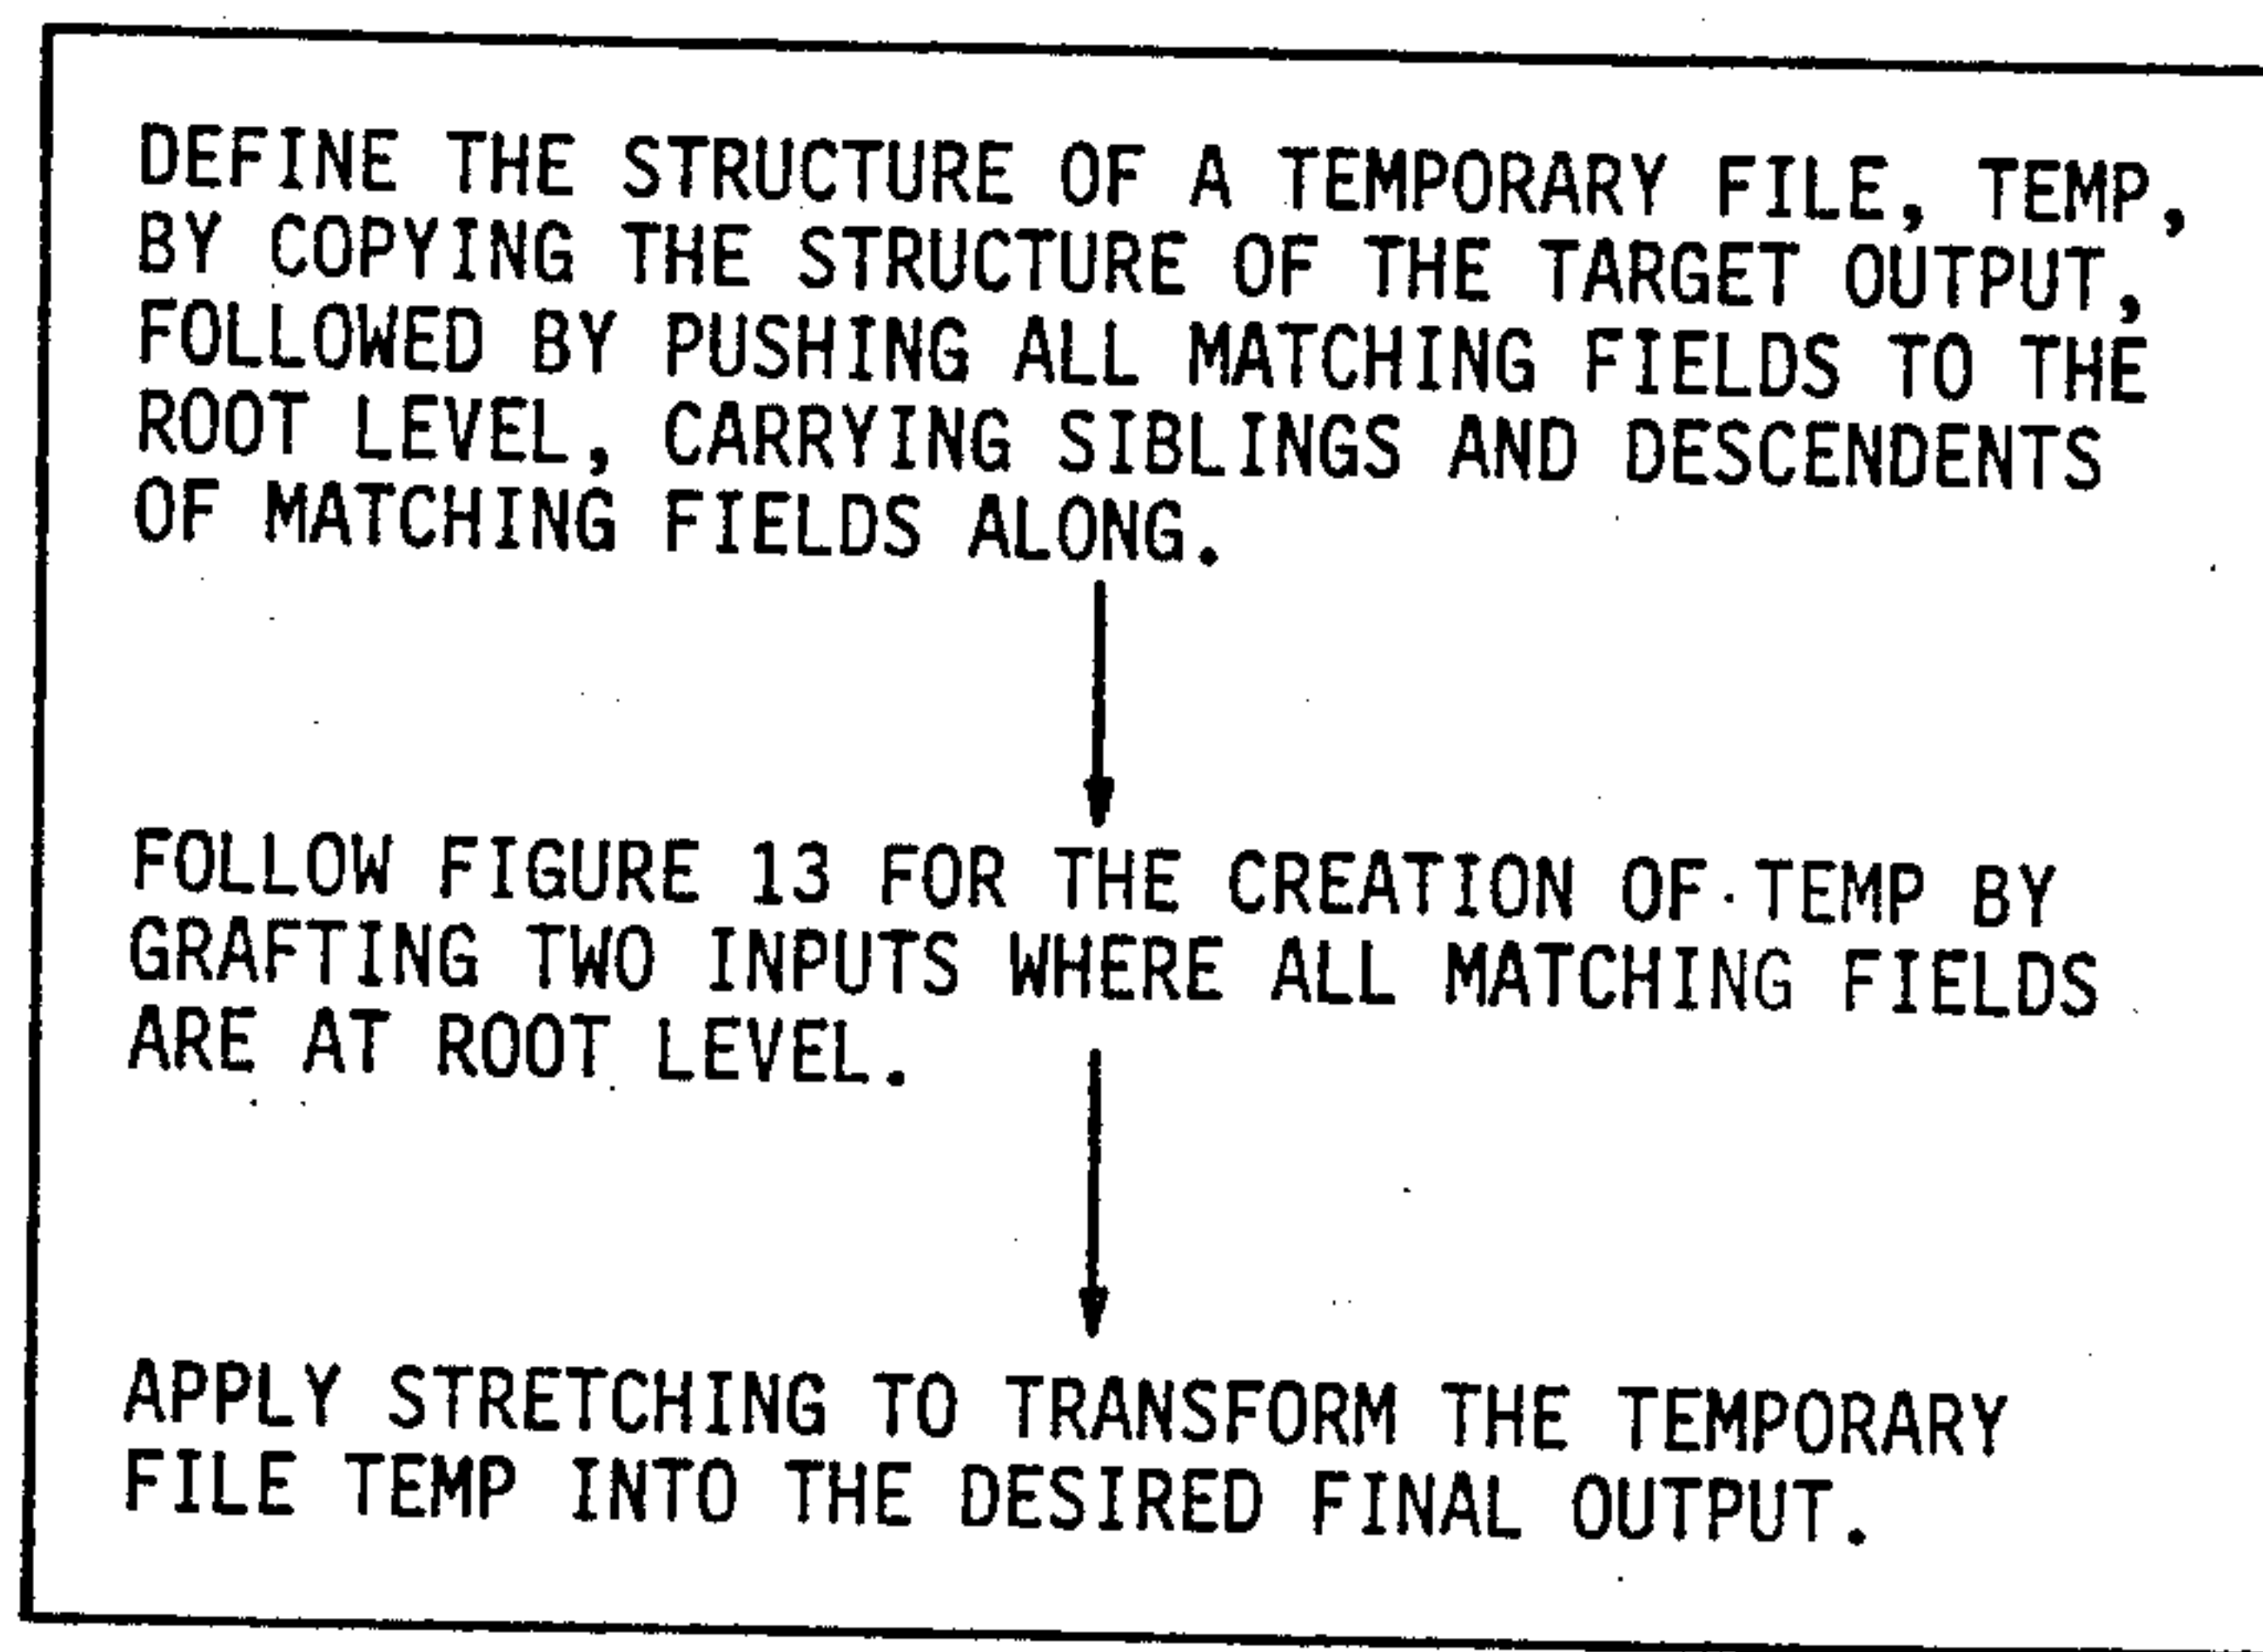 DEFINE THE STRUCTURE OF A TEMPORARY FILE, TEMP,
BY COPYING THE STRUCTURE OF THE TARGET OUTPUT,
FOLLOWED BY PUSHING ALL MATCHING FIELDS TO THE
ROOT LEVEL, CARRYING SIBLINGS AND DESCENDENTS
OF MATCHING FIELDS ALONG.
FOLLOW FIGURE 13 FOR THE CREATION OF TEMP BY
GRAFTING TWO INPUTS WHERE ALL MATCHING FIELDS
ARE AT ROOT LEVEL.
APPLY STRETCHING TO TRANSFORM THE TEMPORARY
FILE TEMP INTO THE DESIRED FINAL OUTPUT.